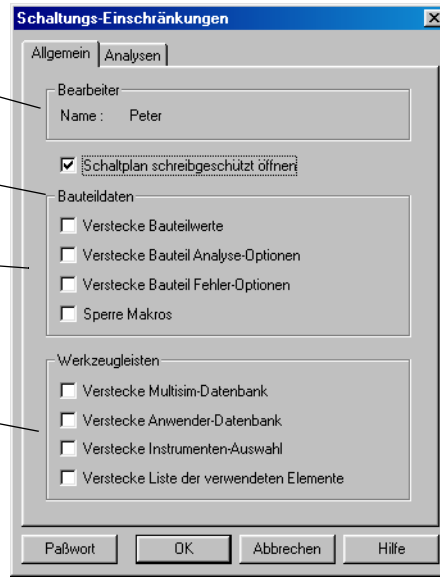 Schaltungs-Einschränkungen
Allgemein Analysen
Bearbeiter
Name : Peter
Schaltplan schreibgeschützt öffnen
Bauteildaten
Verstecke Bauteilwerte
Verstecke Bauteil Analyse-Optionen
Verstecke Bauteil Fehler-Optionen
Sperre Makros
Werkzeugleisten
Verstecke Multisim-Datenbank
Verstecke Anwender-Datenbank
Verstecke Instrumenten-Auswahl
Verstecke Liste der verwendeten Elemente
Paßwort OK Abbrechen Hilfe